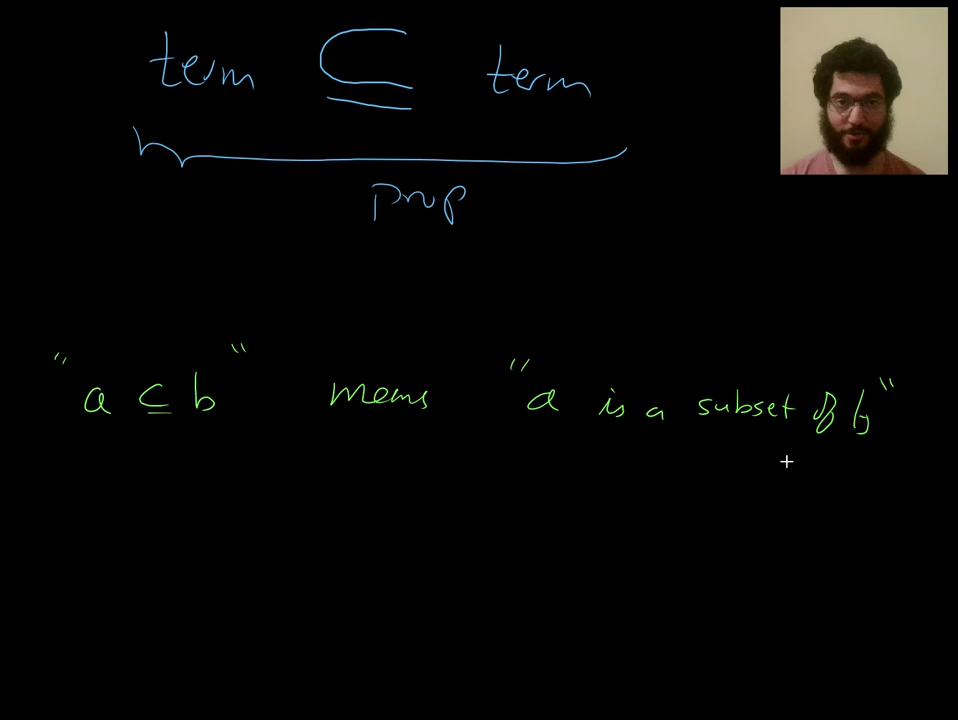 term ⊆ term
prop
"a ⊆ b" means "a is a subset of b"